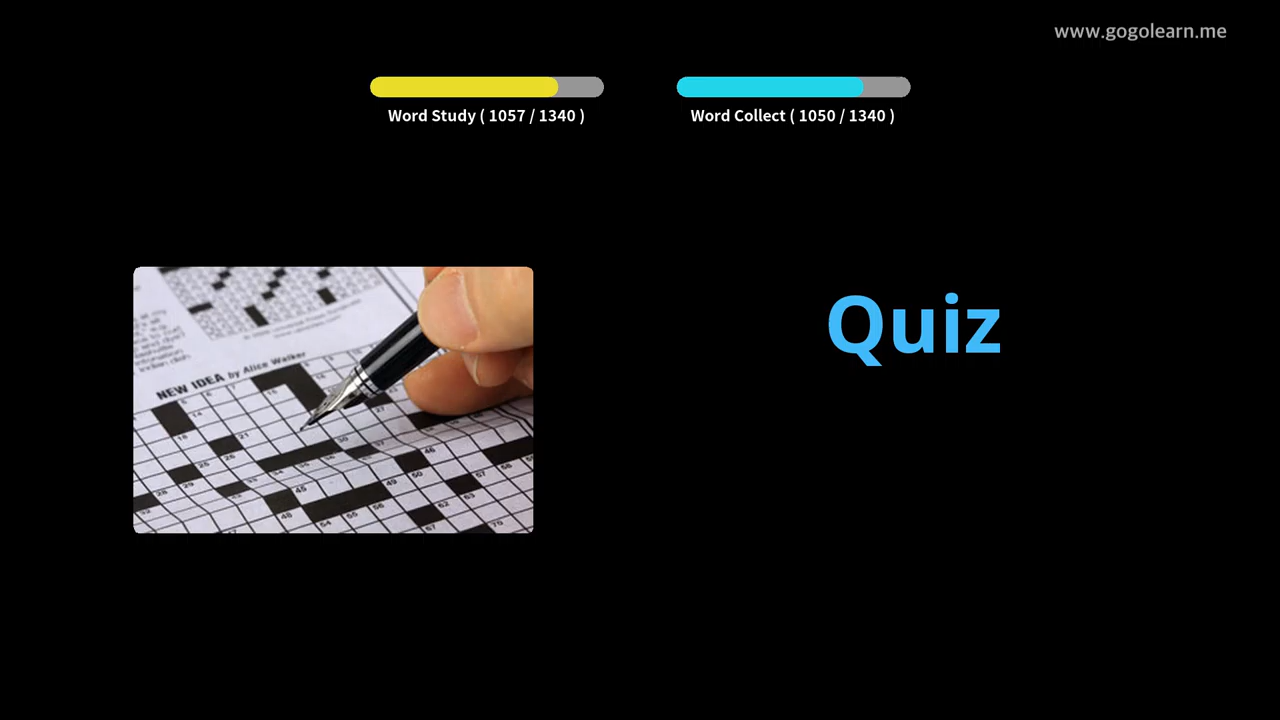 www.gogolearn.me
Word Study ( 1057 / 1340 )
Word Collect ( 1050 / 1340 )
Quiz
NEW IDEA by Alice Walker